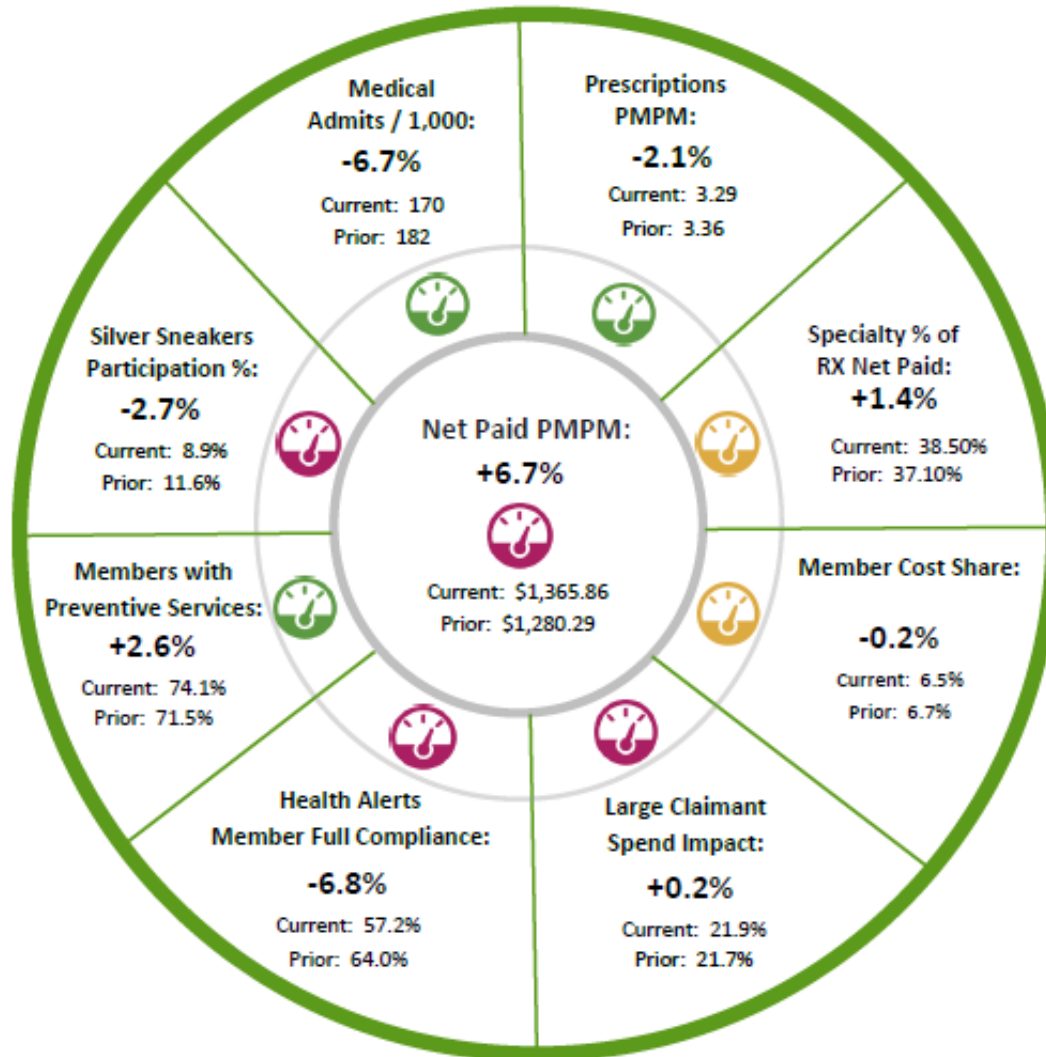 Medical
Admits / 1,000:
-6.7%
Current: 170
Prior: 182
Prescriptions
PMPM:
-2.1%
Current: 3.29
Prior: 3.36
Specialty % of
RX Net Paid:
+1.4%
Current: 38.50%
Prior: 37.10%
Member Cost Share:
-0.2%
Current: 6.5%
Prior: 6.7%
Large Claimant
Spend Impact:
+0.2%
Current: 21.9%
Prior: 21.7%
Health Alerts
Member Full Compliance:
-6.8%
Current: 57.2%
Prior: 64.0%
Members with
Preventive Services:
+2.6%
Current: 74.1%
Prior: 71.5%
Silver Sneakers
Participation %:
-2.7%
Current: 8.9%
Prior: 11.6%
Net Paid PMPM:
+6.7%
Current: $1,365.86
Prior: $1,280.29